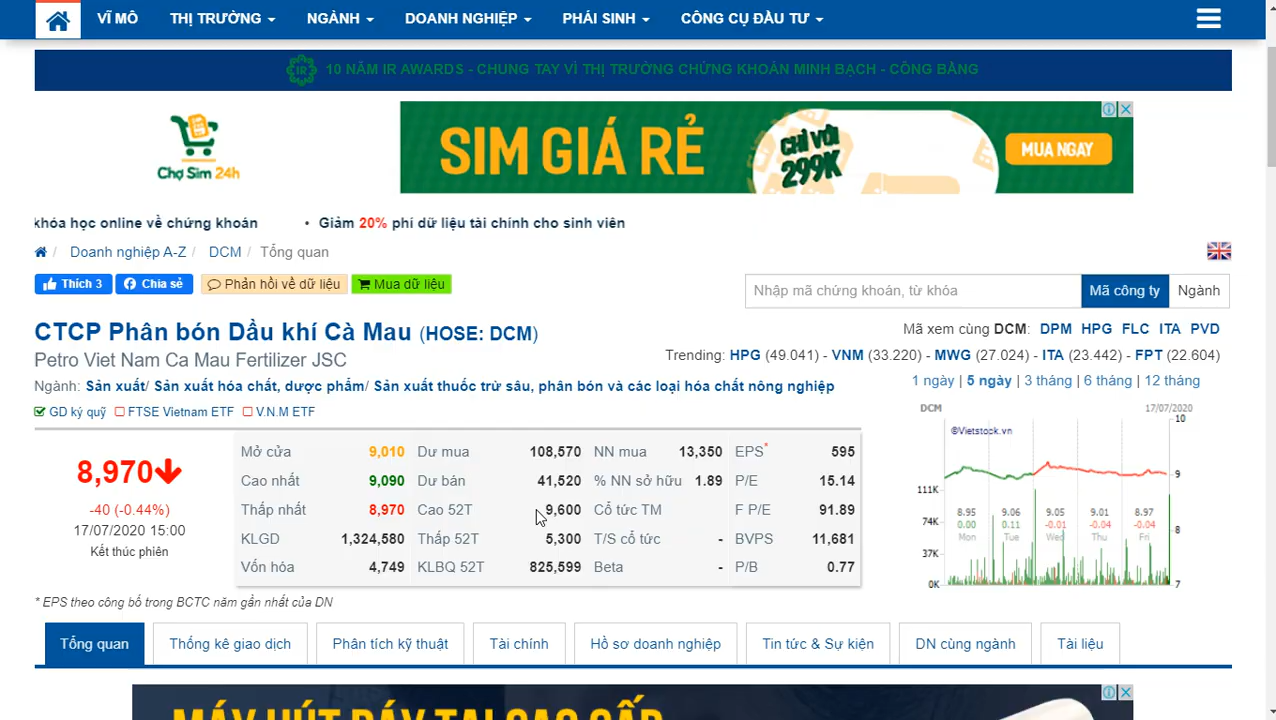 VĨ MÔ THỊ TRƯỜNG NGÀNH DOANH NGHIỆP PHÁI SINH CÔNG CỤ ĐẦU TƯ
IR 10 NĂM IR AWARDS - CHUNG TAY VÌ THỊ TRƯỜNG CHỨNG KHOÁN MINH BẠCH - CÔNG BẰNG
Chợ Sim 24h
SIM GIÁ RẺ
CHỈ VỚI
299K
MUA NGAY
khóa học online về chứng khoán • Giảm 20% phí dữ liệu tài chính cho sinh viên
/ Doanh nghiệp A-Z / DCM / Tổng quan
Thích 3 Chia sẻ Phản hồi về dữ liệu Mua dữ liệu
Nhập mã chứng khoán, từ khóa Mã công ty Ngành
CTCP Phân bón Dầu khí Cà Mau (HOSE: DCM)
Mã xem cùng DCM: DPM HPG FLC ITA PVD
Petro Viet Nam Ca Mau Fertilizer JSC
Trending: HPG (49.041) - VNM (33.220) - MWG (27.024) - ITA (23.442) - FPT (22.604)
Ngành: Sản xuất/ Sản xuất hóa chất, dược phẩm/ Sản xuất thuốc trừ sâu, phân bón và các loại hóa chất nông nghiệp
1 ngày | 5 ngày | 3 tháng | 6 tháng | 12 tháng
GD ký quỹ FTSE Vietnam ETF V.N.M ETF
8,970
-40 (-0.44%)
17/07/2020 15:00
Kết thúc phiên
Mở cửa 9,010 Dư mua 108,570 NN mua 13,350 EPS* 595
Cao nhất 9,090 Dư bán 41,520 % NN sở hữu 1.89 P/E 15.14
Thấp nhất 8,970 Cao 52T 9,600 Cổ tức TM F P/E 91.89
KLGD 1,324,580 Thấp 52T 5,300 T/S cổ tức - BVPS 11,681
Vốn hóa 4,749 KLBQ 52T 825,599 Beta - P/B 0.77
DCM 17/07/2020
©Vietstock.vn
10
9
8
7
111K
74K
37K
0K
8.95 9.06 9.05 9.01 8.97
0.00 0.11 -0.01 -0.04 -0.04
Mon Tue Wed Thu Fri
* EPS theo công bố trong BCTC năm gần nhất của DN
Tổng quan Thống kê giao dịch Phân tích kỹ thuật Tài chính Hồ sơ doanh nghiệp Tin tức & Sự kiện DN cùng ngành Tài liệu
MÁY HÚT BÁY TAI CAO CẤP